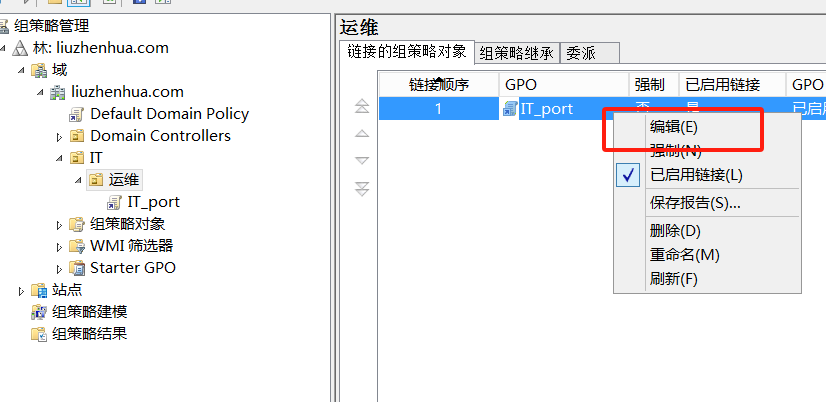 组策略管理
林: liuzhenhua.com
域
liuzhenhua.com
Default Domain Policy
Domain Controllers
IT
运维
IT_port
组策略对象
WMI 筛选器
Starter GPO
站点
组策略建模
组策略结果
运维
链接的组策略对象 组策略继承 委派
链接顺序 GPO 强制 已启用链接 GPO
1 IT_port 否 是 已启用
编辑(E)
强制(N)
已启用链接(L)
保存报告(S)...
删除(D)
重命名(M)
刷新(F)